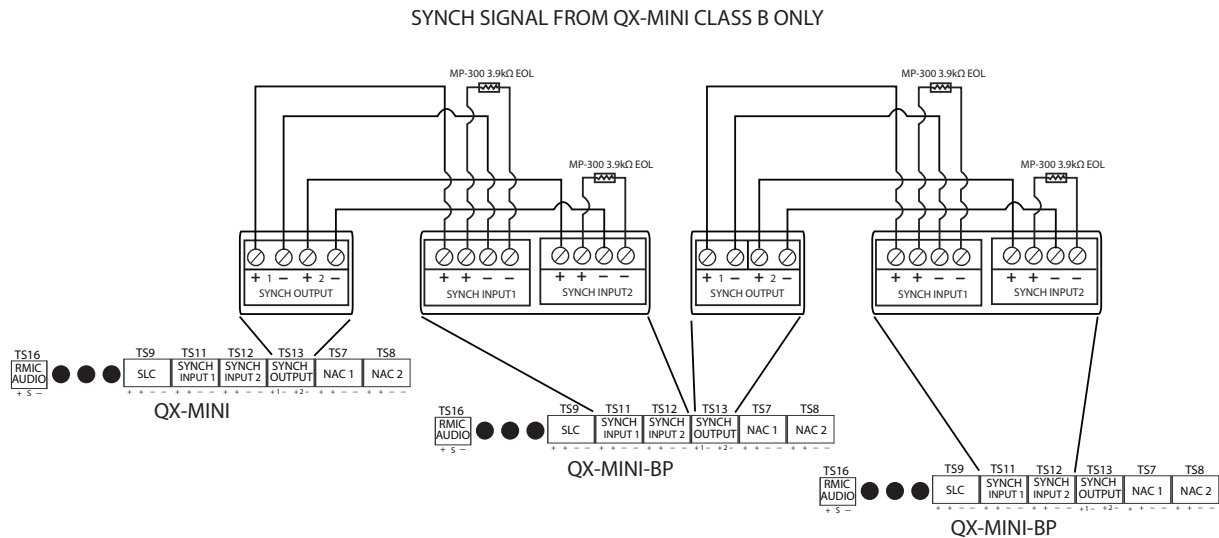 SYNCH SIGNAL FROM QX-MINI CLASS B ONLY
MP-300 3.9kΩ EOL
MP-300 3.9kΩ EOL
MP-300 3.9kΩ EOL
MP-300 3.9kΩ EOL
+ 1 − + 2 −
SYNCH OUTPUT
+ + − −
SYNCH INPUT1
+ + − −
SYNCH INPUT2
+ 1 − + 2 −
SYNCH OUTPUT
+ + − −
SYNCH INPUT1
+ + − −
SYNCH INPUT2
TS16 TS9 TS11 TS12 TS13 TS7 TS8
RMIC AUDIO SLC SYNCH INPUT 1 SYNCH INPUT 2 SYNCH OUTPUT NAC 1 NAC 2
+ S − + + − − + + − − + + − − +1− +2− + + − − + + − −
QX-MINI
TS16 TS9 TS11 TS12 TS13 TS7 TS8
RMIC AUDIO SLC SYNCH INPUT 1 SYNCH INPUT 2 SYNCH OUTPUT NAC 1 NAC 2
+ S − + + − − + + − − + + − − +1− +2− + + − − + + − −
QX-MINI-BP
TS16 TS9 TS11 TS12 TS13 TS7 TS8
RMIC AUDIO SLC SYNCH INPUT 1 SYNCH INPUT 2 SYNCH OUTPUT NAC 1 NAC 2
+ S − + + − − + + − − + + − − +1− +2− + + − − + + − −
QX-MINI-BP